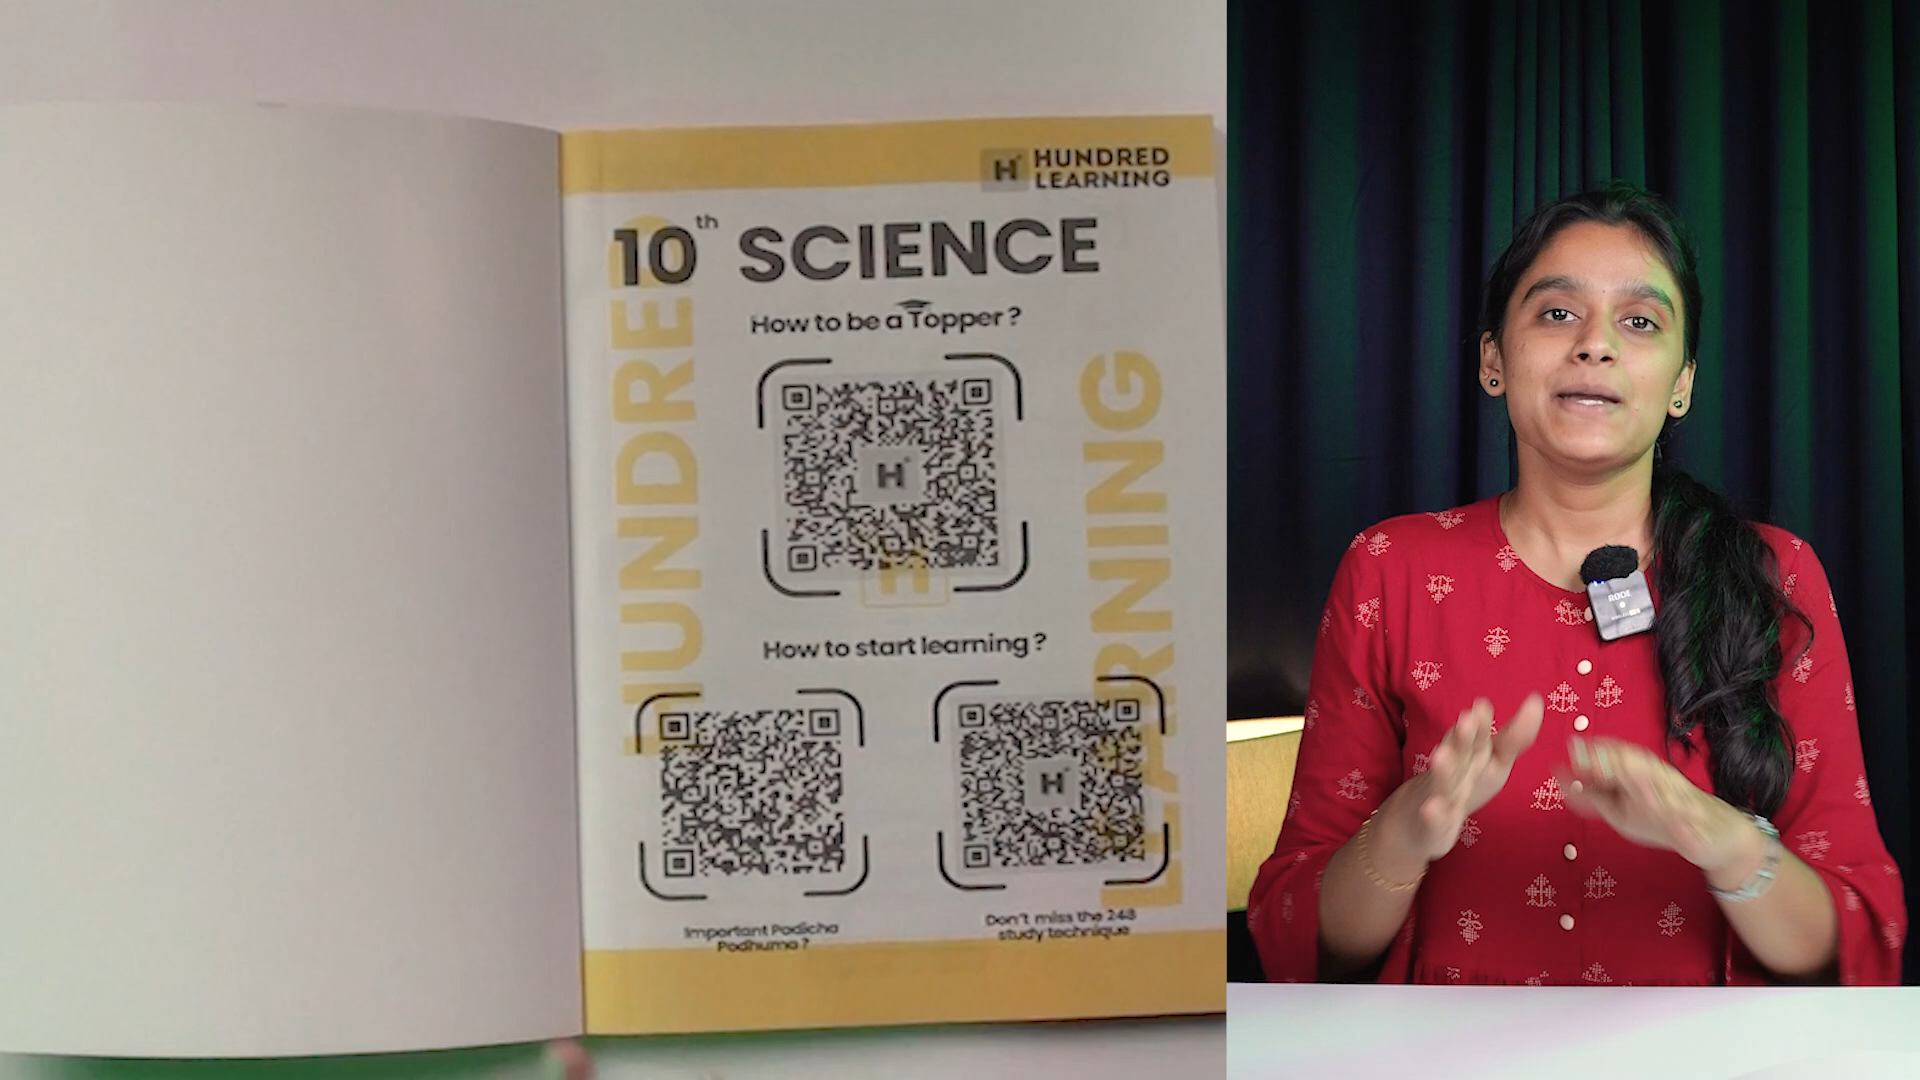 H HUNDRED
LEARNING
10th SCIENCE
How to be a Topper?
H
How to start learning?
H
Important Padicha
Podhuma?
Don't miss the 248
study technique
HUNDRED
LEARNING
RODE